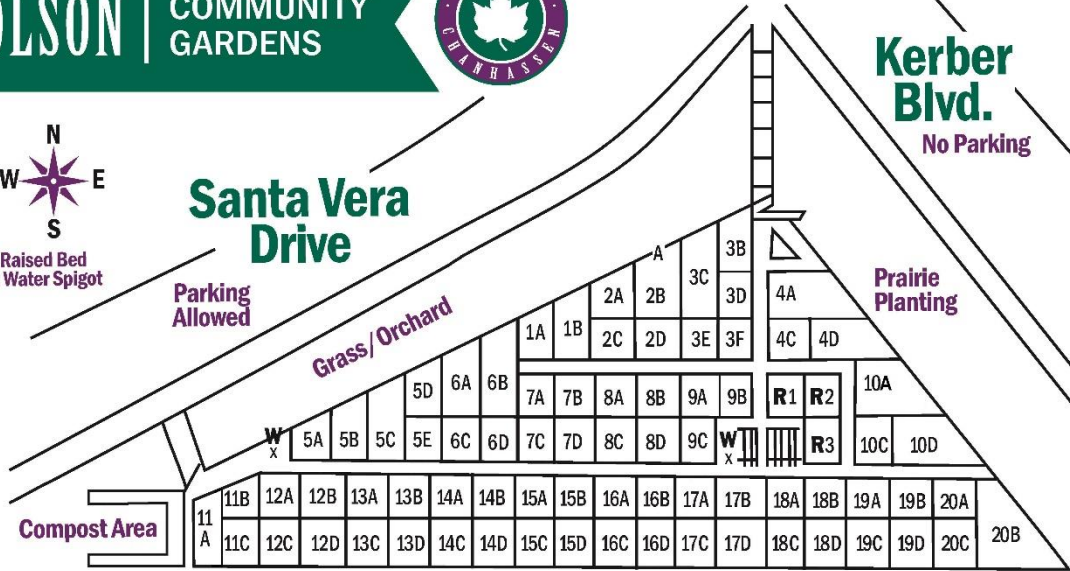 OLSON
COMMUNITY
GARDENS
CHANHASSEN
Kerber
Blvd.
No Parking
N
W E
S
Raised Bed
Water Spigot
Santa Vera
Drive
Parking
Allowed
Grass/Orchard
Prairie
Planting
A 3B
3C
2A 2B 3D 4A
1A 1B 2C 2D 3E 3F 4C 4D
5D 6A 6B 7A 7B 8A 8B 9A 9B R1 R2 10A
W 5A 5B 5C 5E 6C 6D 7C 7D 8C 8D 9C W R3 10C 10D
x x
11B 12A 12B 13A 13B 14A 14B 15A 15B 16A 16B 17A 17B 18A 18B 19A 19B 20A
Compost Area 11
A 11C 12C 12D 13C 13D 14C 14D 15C 15D 16C 16D 17C 17D 18C 18D 19C 19D 20C 20B